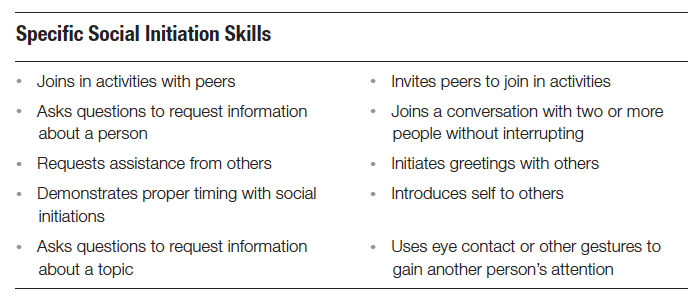 Specific Social Initiation Skills
• Joins in activities with peers
• Asks questions to request information
about a person
• Requests assistance from others
• Demonstrates proper timing with social
initiations
• Asks questions to request information
about a topic
• Invites peers to join in activities
• Joins a conversation with two or more
people without interrupting
• Initiates greetings with others
• Introduces self to others
• Uses eye contact or other gestures to
gain another person’s attention